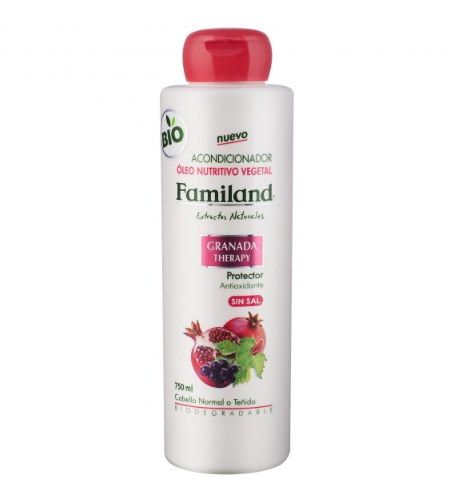 BIO
nuevo
ACONDICIONADOR
ÓLEO NUTRITIVO VEGETAL
Familand
Extractos Naturales
GRANADA
THERAPY
Protector
Antioxidante
SIN SAL
750 ml
Cabello Normal o Teñido
BIODEGRADABLE